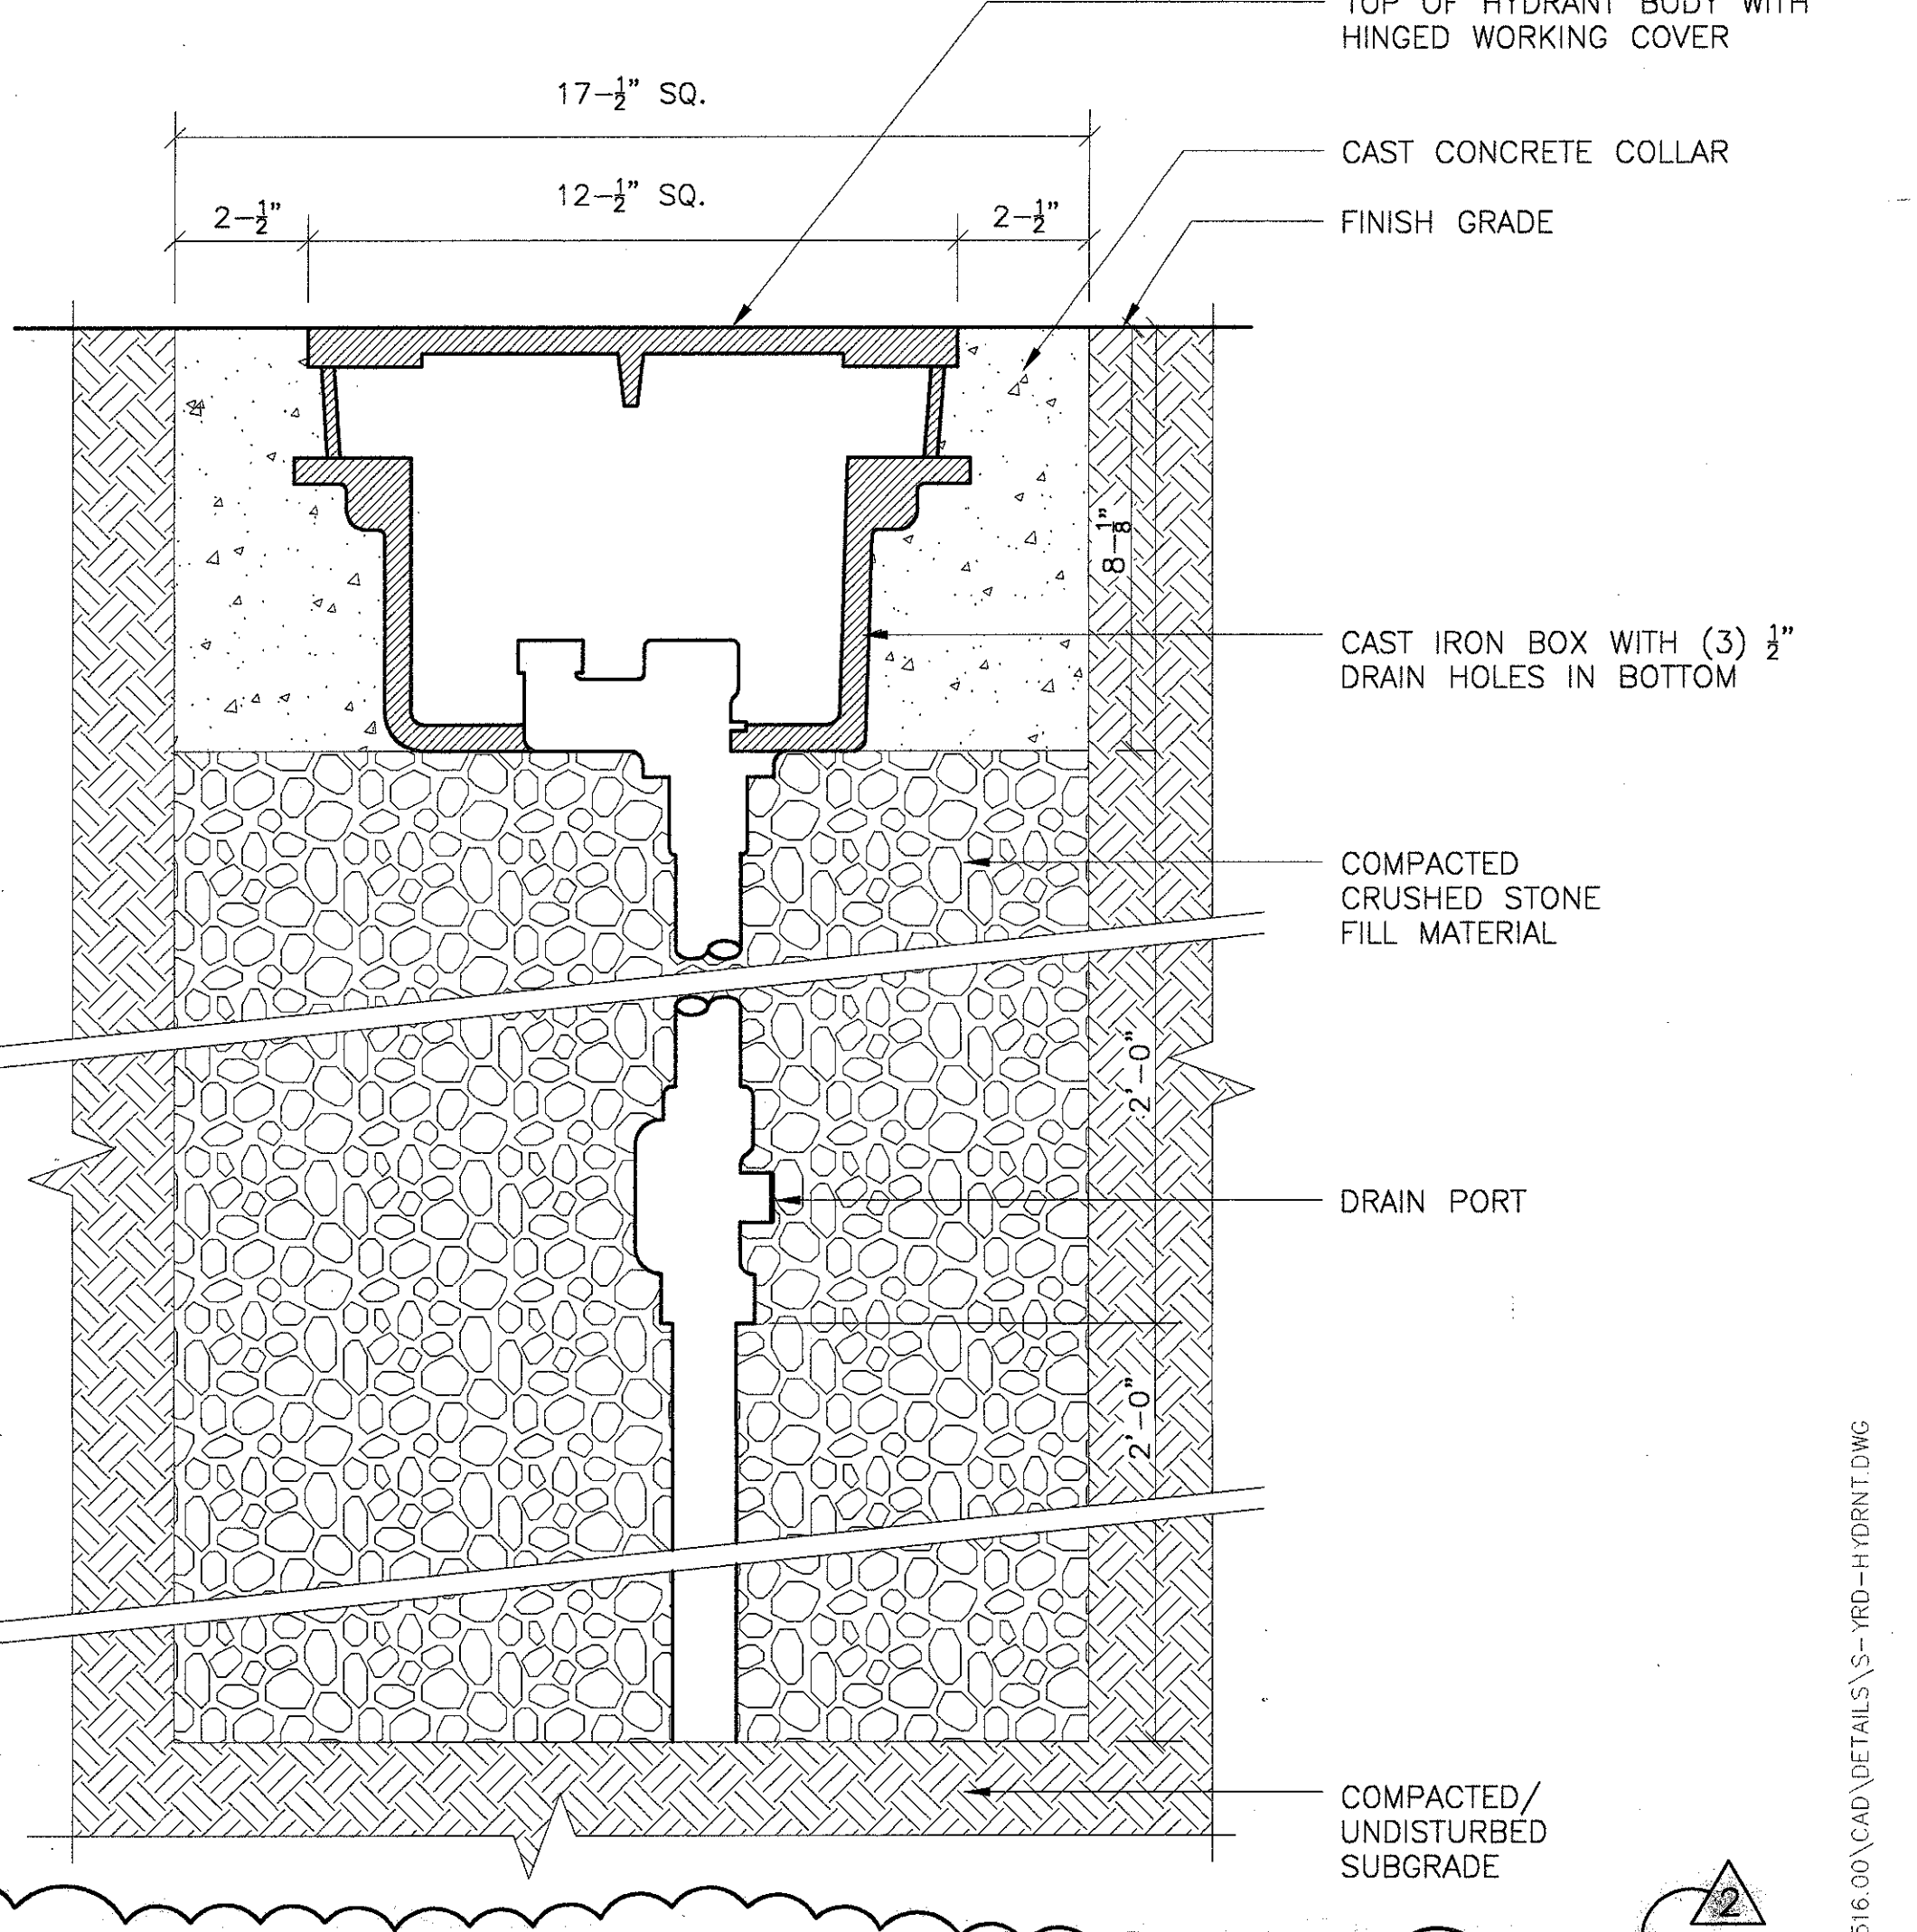 TOP OF HYDRANT BODY WITH
HINGED WORKING COVER
17-½" SQ.
CAST CONCRETE COLLAR
12-½" SQ.
2-½"
2-½"
FINISH GRADE
8-⅛"
CAST IRON BOX WITH (3) ½"
DRAIN HOLES IN BOTTOM
COMPACTED
CRUSHED STONE
FILL MATERIAL
2'-0"
DRAIN PORT
2'-0"
COMPACTED/
UNDISTURBED
SUBGRADE
2
516.00\CAD\DETAILS\S-YRD-HYDRNT.DWG